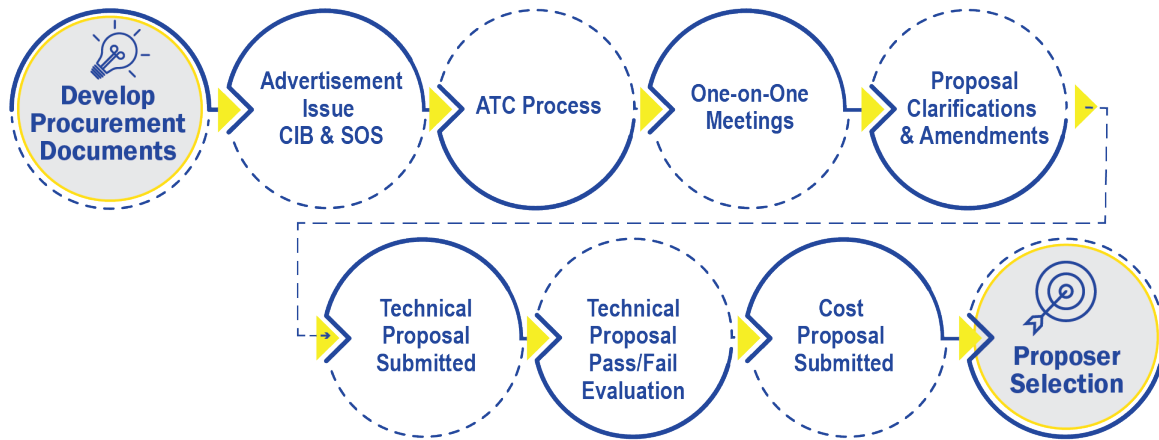 Develop
Procurement
Documents
Advertisement
Issue
CIB & SOS
ATC Process
One-on-One
Meetings
Proposal
Clarifications
& Amendments
Technical
Proposal
Submitted
Technical
Proposal
Pass/Fail
Evaluation
Cost
Proposal
Submitted
Proposer
Selection